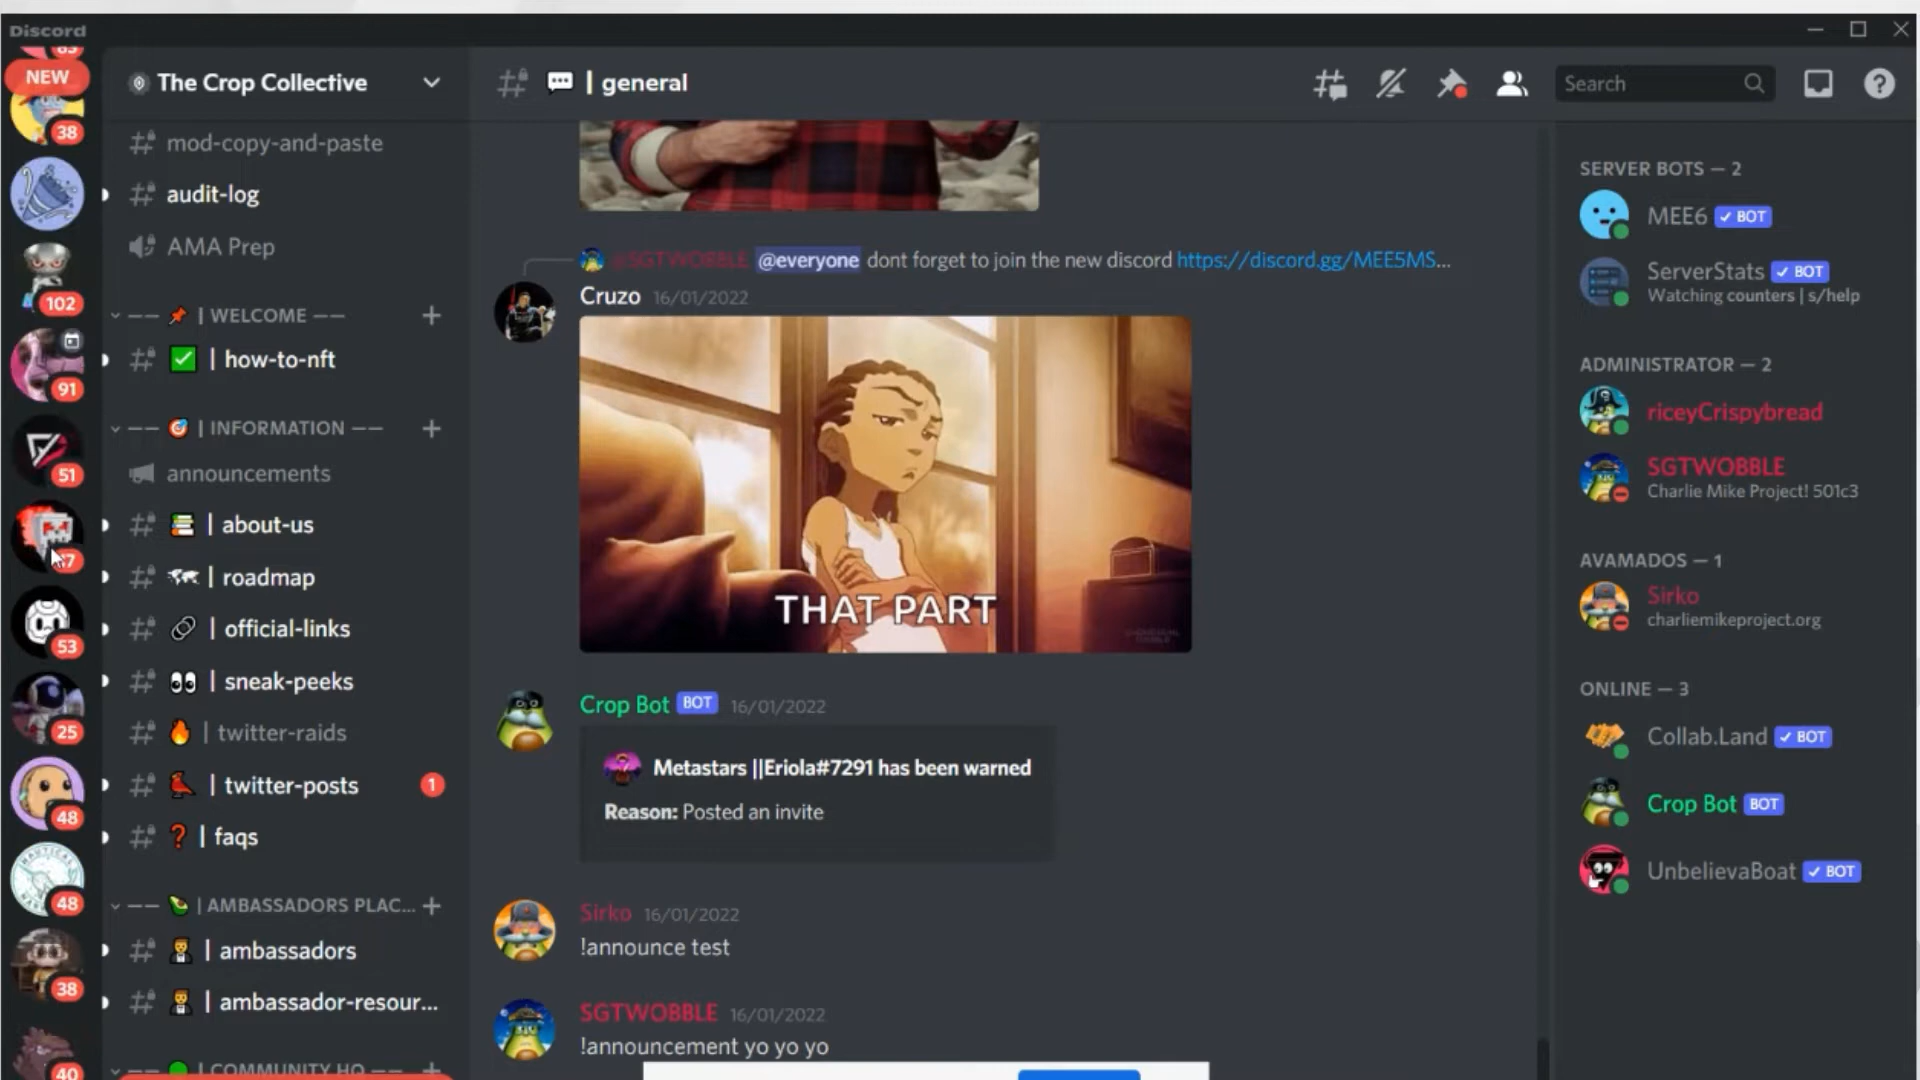 Discord
63
NEW
38
102
91
51
53
25
48
48
38
40
The Crop Collective
mod-copy-and-paste
audit-log
AMA Prep
—— | WELCOME ——
| how-to-nft
—— | INFORMATION ——
announcements
| about-us
| roadmap
| official-links
| sneak-peeks
| twitter-raids
| twitter-posts 1
| faqs
—— | AMBASSADORS PLAC...
| ambassadors
| ambassador-resour...
| COMMUNITY HQ ——
| general
Search
@SGTWOBBLE @everyone dont forget to join the new discord https://discord.gg/MEE5MS...
Cruzo 16/01/2022
THAT PART
Crop Bot BOT 16/01/2022
Metastars ||Eriola#7291 has been warned
Reason: Posted an invite
Sirko 16/01/2022
!announce test
SGTWOBBLE 16/01/2022
!announcement yo yo yo
SERVER BOTS — 2
MEE6 BOT
ServerStats BOT
Watching counters | s/help
ADMINISTRATOR — 2
riceyCrispybread
SGTWOBBLE
Charlie Mike Project! 501c3
AVAMADOS — 1
Sirko
charliemikeproject.org
ONLINE — 3
Collab.Land BOT
Crop Bot BOT
UnbelievaBoat BOT